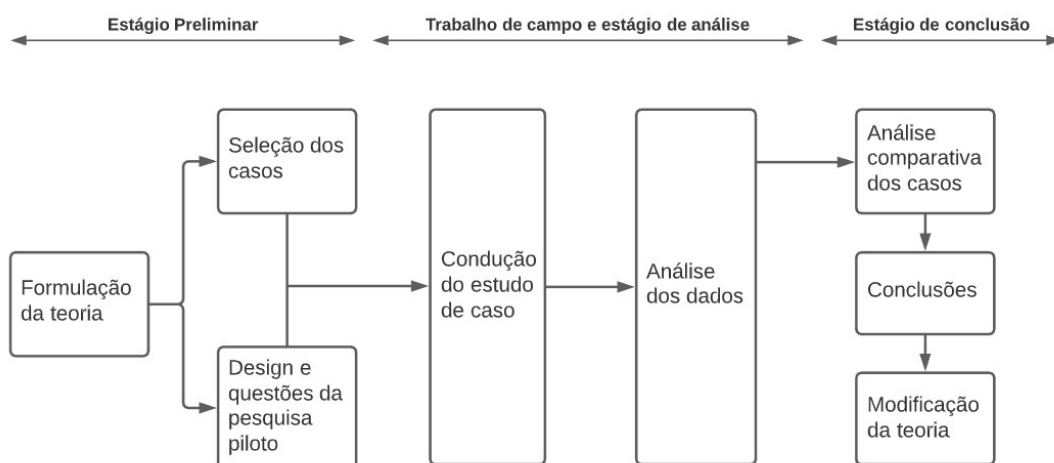 Estágio Preliminar
Trabalho de campo e estágio de análise
Estágio de conclusão
Formulação
da teoria
Seleção dos
casos
Design e
questões da
pesquisa
piloto
Condução
do estudo
de caso
Análise
dos dados
Análise
comparativa
dos casos
Conclusões
Modificação
da teoria